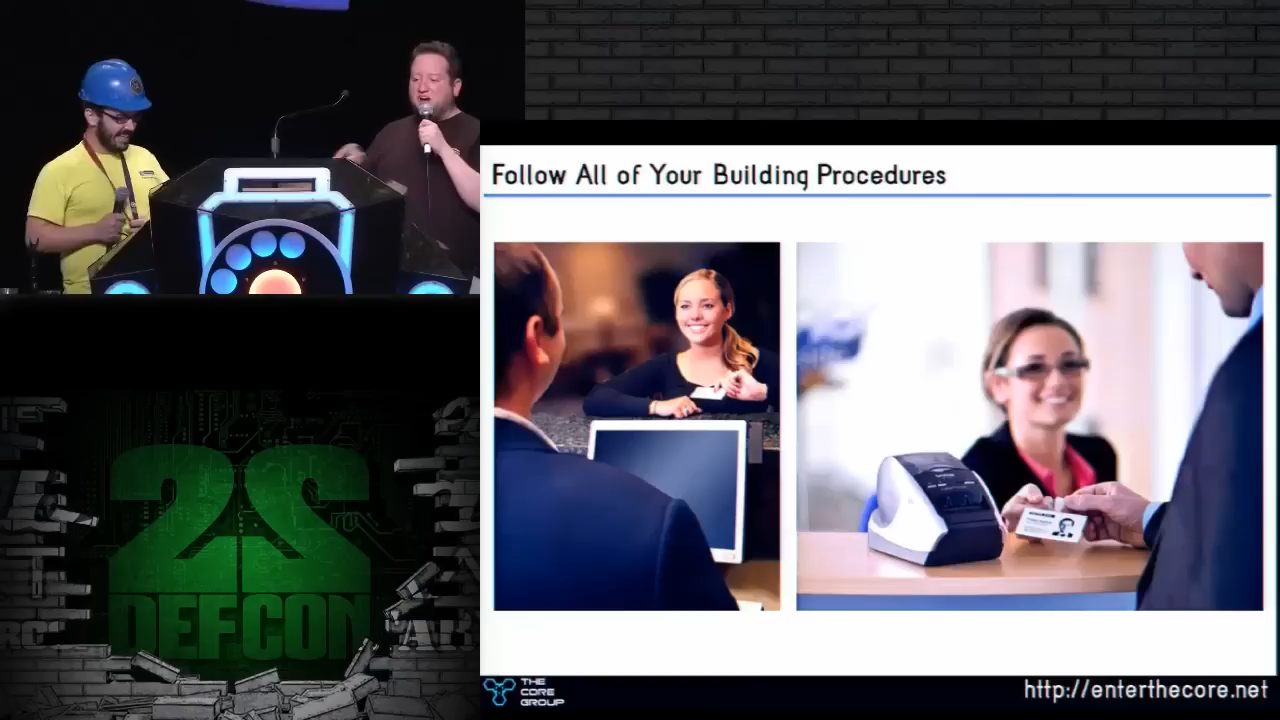 Follow All of Your Building Procedures
22
DEFCON
THE
CORE
GROUP
http://enterthecore.net